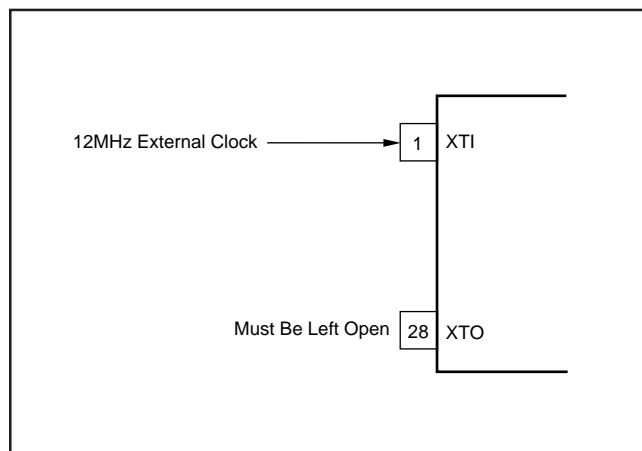 12MHz External Clock
1
XTI
Must Be Left Open
28
XTO